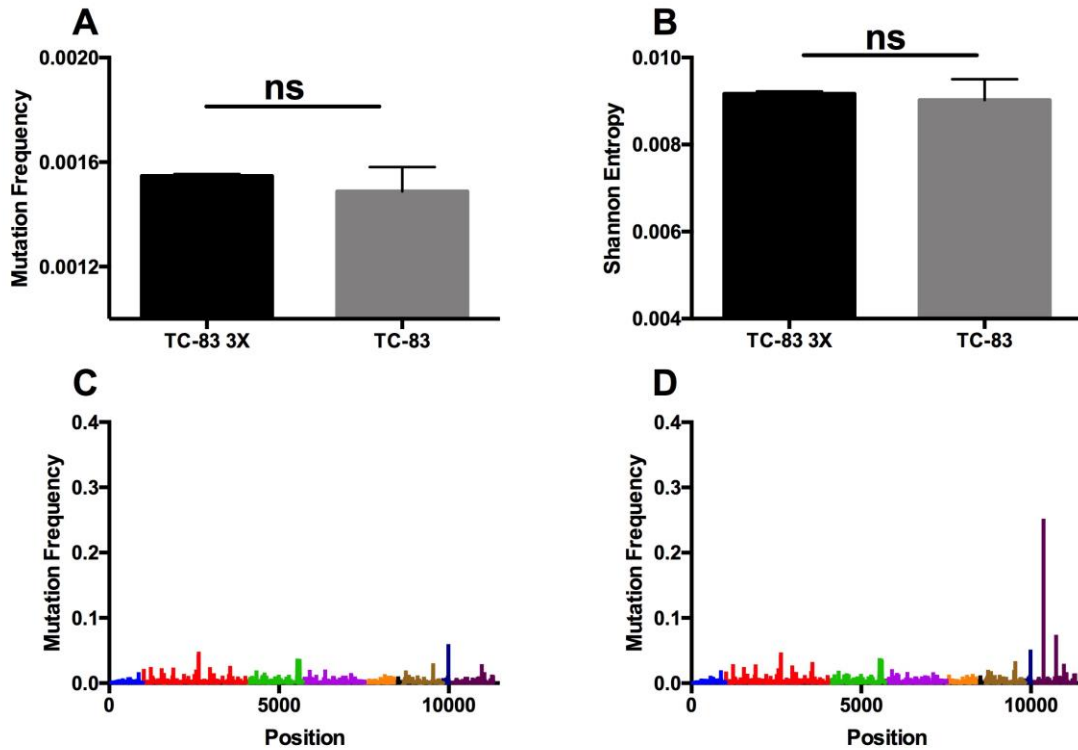 A
B
0.0020
0.0016
0.0012
Mutation Frequency
ns
TC-83 3X
TC-83
0.010
0.008
0.006
0.004
Shannon Entropy
ns
TC-83 3X
TC-83
C
D
0.4
0.3
0.2
0.1
0.0
Mutation Frequency
0
5000
10000
Position
0.4
0.3
0.2
0.1
0.0
Mutation Frequency
0
5000
10000
Position